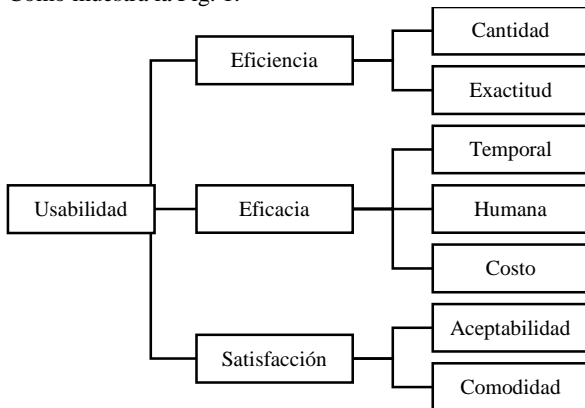 Como muestra la Fig. 1.
Cantidad
Eficiencia
Exactitud
Temporal
Usabilidad
Eficacia
Humana
Costo
Aceptabilidad
Satisfacción
Comodidad